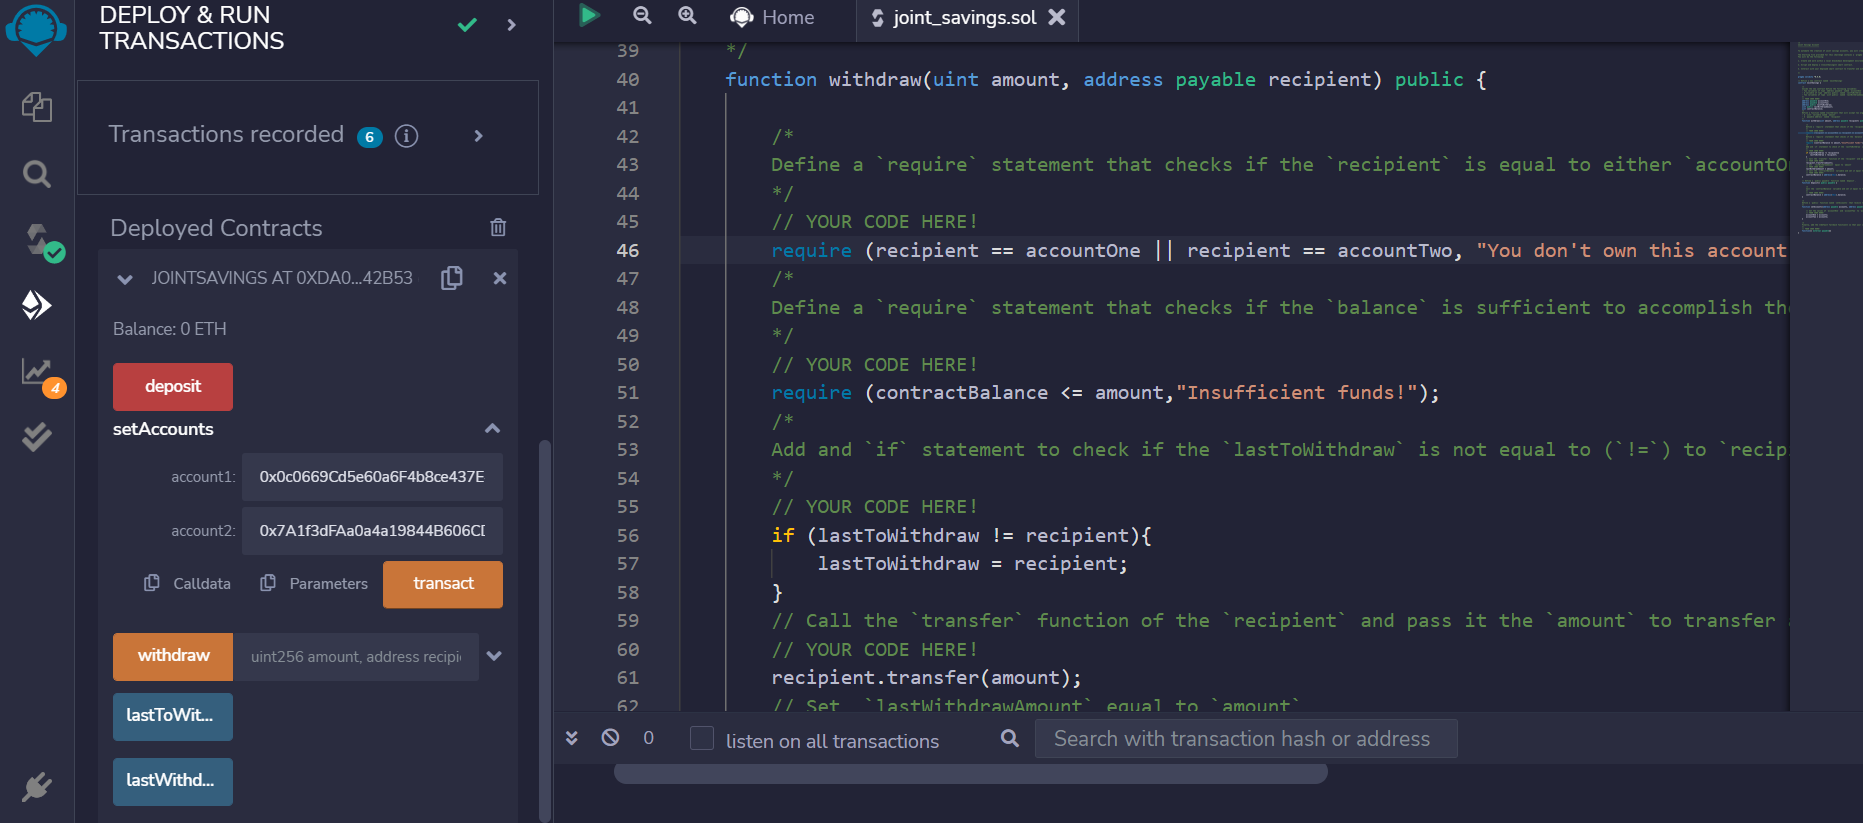 DEPLOY & RUN
TRANSACTIONS
Transactions recorded 6 i
Deployed Contracts
JOINTSAVINGS AT 0XDA0...42B53
Balance: 0 ETH
deposit
setAccounts
account1: 0x0c0669Cd5e60a6F4b8ce437E
account2: 0x7A1f3dFAa0a4a19844B606CD
Calldata Parameters transact
withdraw uint256 amount, address recipi
lastToWit...
lastWithd...
4
Home joint_savings.sol
39 */
40 function withdraw(uint amount, address payable recipient) public {
41
42 /*
43 Define a `require` statement that checks if the `recipient` is equal to either `accountOn
44 */
45 // YOUR CODE HERE!
46 require (recipient == accountOne || recipient == accountTwo, "You don't own this account
47 /*
48 Define a `require` statement that checks if the `balance` is sufficient to accomplish the
49 */
50 // YOUR CODE HERE!
51 require (contractBalance <= amount,"Insufficient funds!");
52 /*
53 Add and `if` statement to check if the `lastToWithdraw` is not equal to (`!=`) to `recip
54 */
55 // YOUR CODE HERE!
56 if (lastToWithdraw != recipient){
57 lastToWithdraw = recipient;
58 }
59 // Call the `transfer` function of the `recipient` and pass it the `amount` to transfer
60 // YOUR CODE HERE!
61 recipient.transfer(amount);
62 // Set `lastWithdrawAmount` equal to `amount`
0 listen on all transactions Search with transaction hash or address